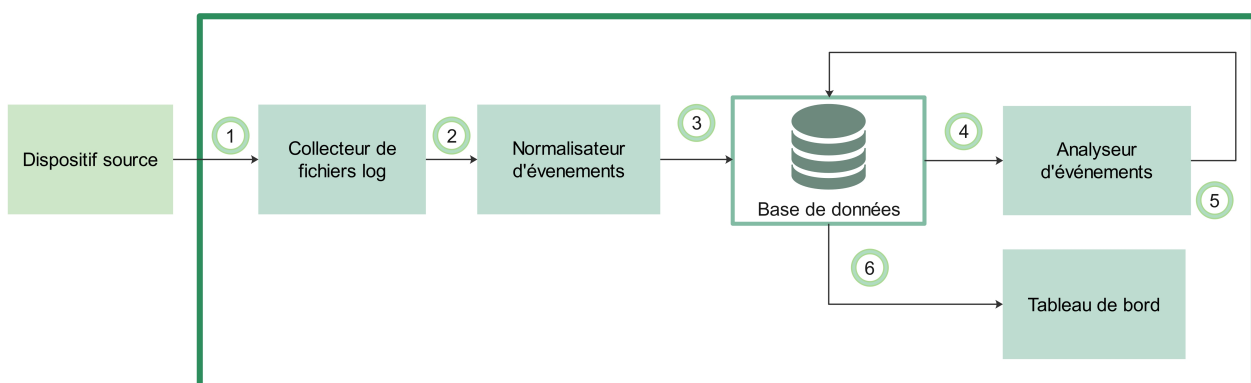 Dispositif source
1
Collecteur de
fichiers log
2
Normalisateur
d'évenements
3
Base de données
4
Analyseur
d'événements
5
6
Tableau de bord